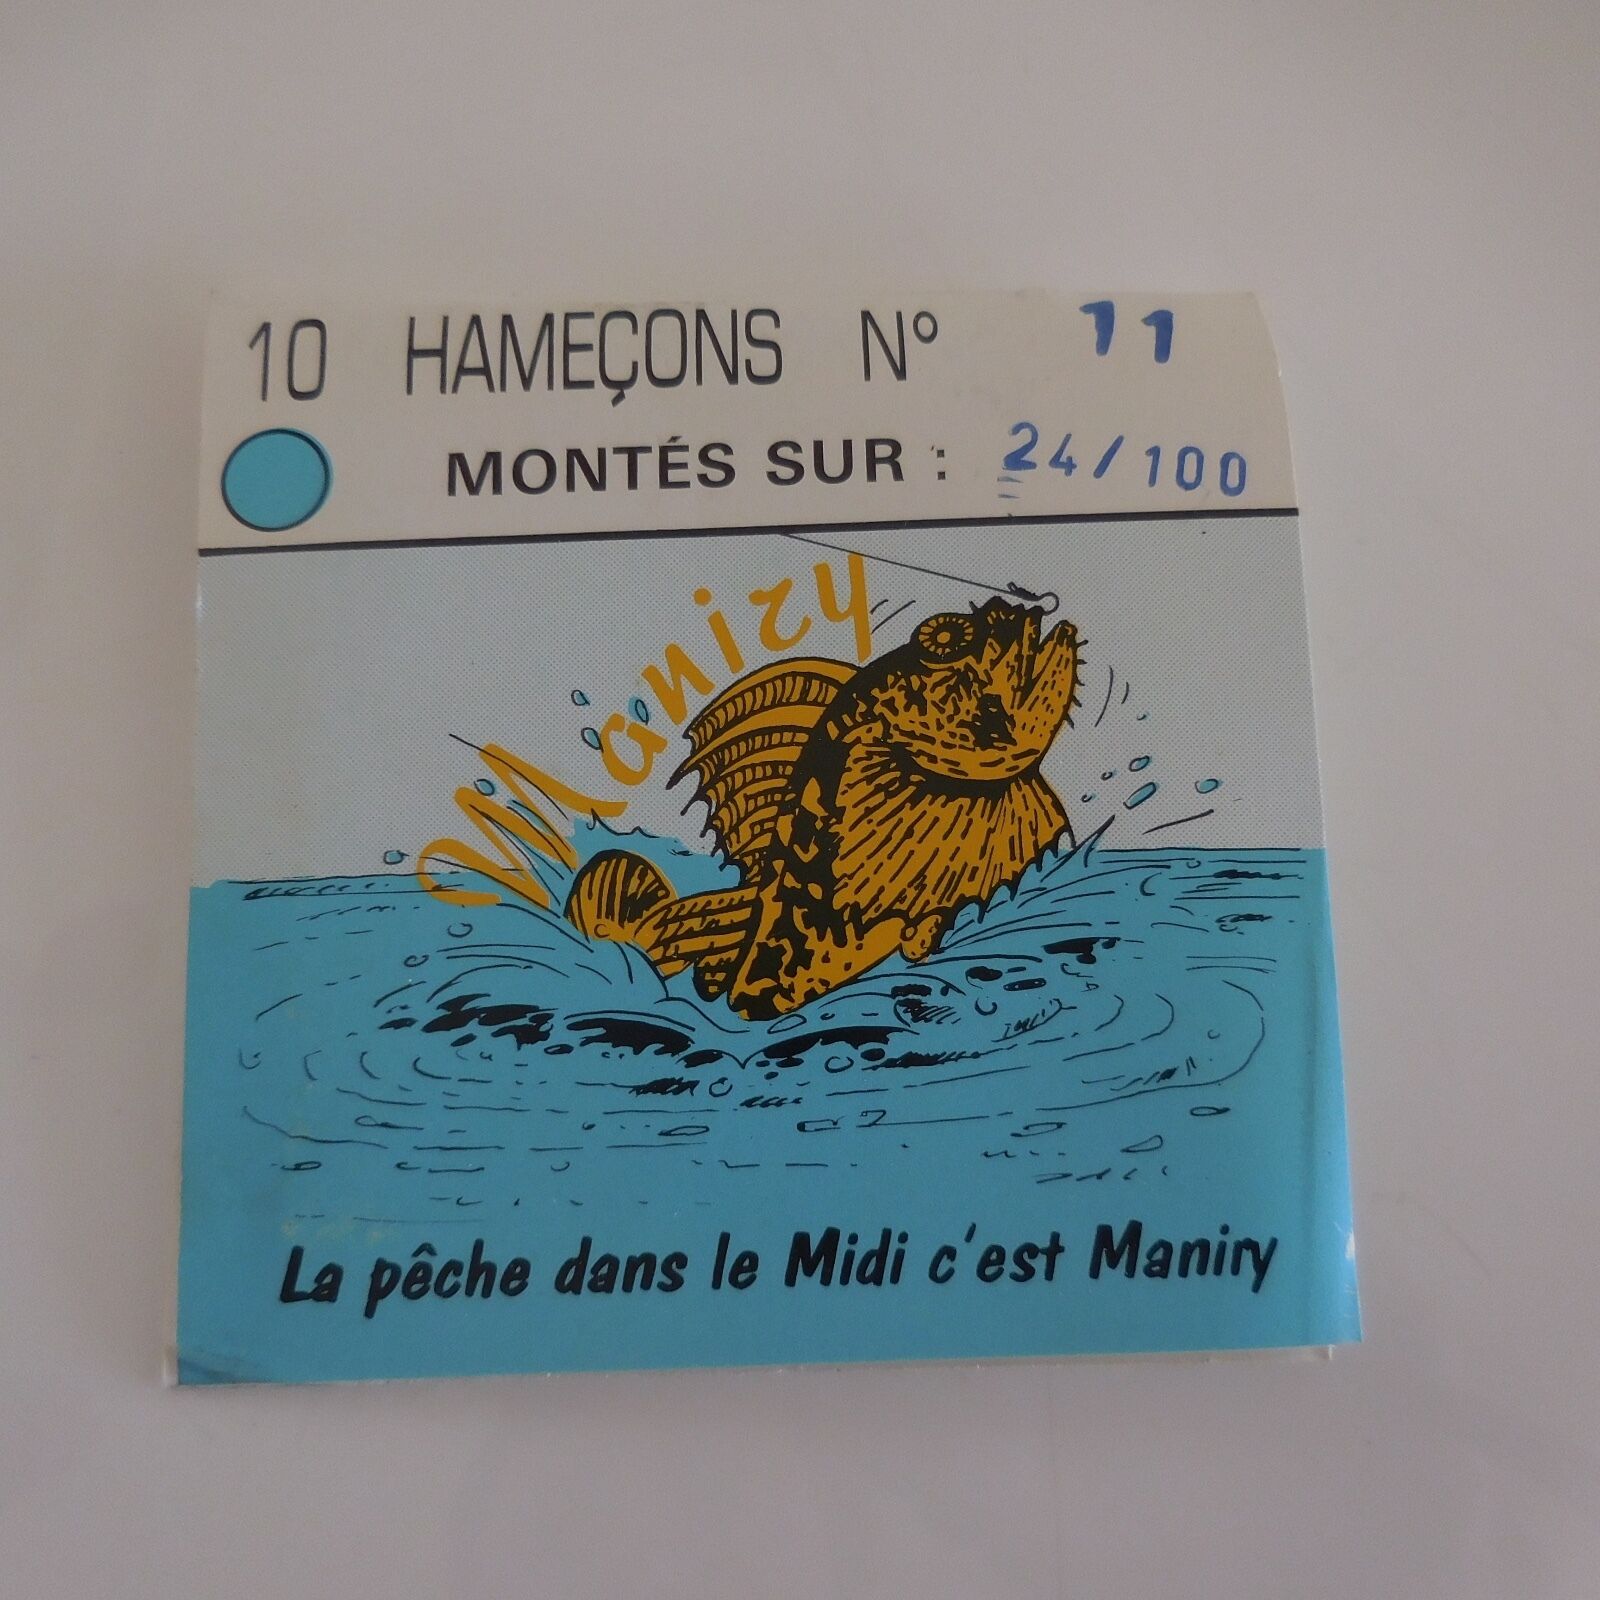 10 HAMEÇONS N° 11
MONTÉS SUR : 24/100
Maniry
La pêche dans le Midi c'est Maniry